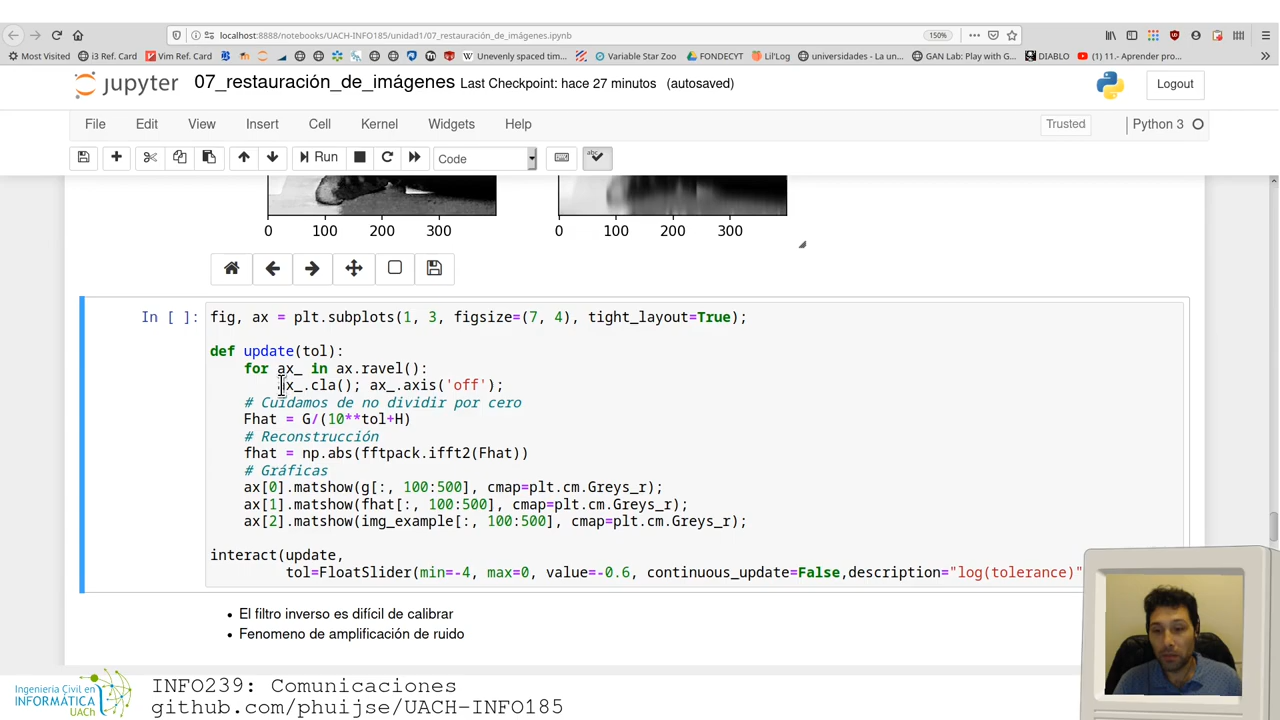 localhost:8888/notebooks/UACH-INFO185/unidad1/07_restauración_de_imágenes.ipynb
150%
Most Visited
i3 Ref. Card
Vim Ref. Card
Unevenly spaced tim...
Variable Star Zoo
FONDECYT
Lil'Log
universidades - La un...
GAN Lab: Play with G...
DIABLO
(1) 11.- Aprender pro...
jupyter 07_restauración_de_imágenes Last Checkpoint: hace 27 minutos (autosaved)
Logout
File Edit View Insert Cell Kernel Widgets Help
Trusted
Python 3
Run
Code
0 100 200 300
0 100 200 300
In [ ]: fig, ax = plt.subplots(1, 3, figsize=(7, 4), tight_layout=True);
def update(tol):
for ax_ in ax.ravel():
ax_.cla(); ax_.axis('off');
# Cuidamos de no dividir por cero
Fhat = G/(10**tol+H)
# Reconstrucción
fhat = np.abs(fftpack.ifft2(Fhat))
# Gráficas
ax[0].matshow(g[:, 100:500], cmap=plt.cm.Greys_r);
ax[1].matshow(fhat[:, 100:500], cmap=plt.cm.Greys_r);
ax[2].matshow(img_example[:, 100:500], cmap=plt.cm.Greys_r);
interact(update,
tol=FloatSlider(min=-4, max=0, value=-0.6, continuous_update=False,description="log(tolerance)"
• El filtro inverso es difícil de calibrar
• Fenomeno de amplificación de ruido
Ingeniería Civil en
INFORMÁTICA
UACh
INFO239: Comunicaciones
github.com/phuijse/UACH-INFO185